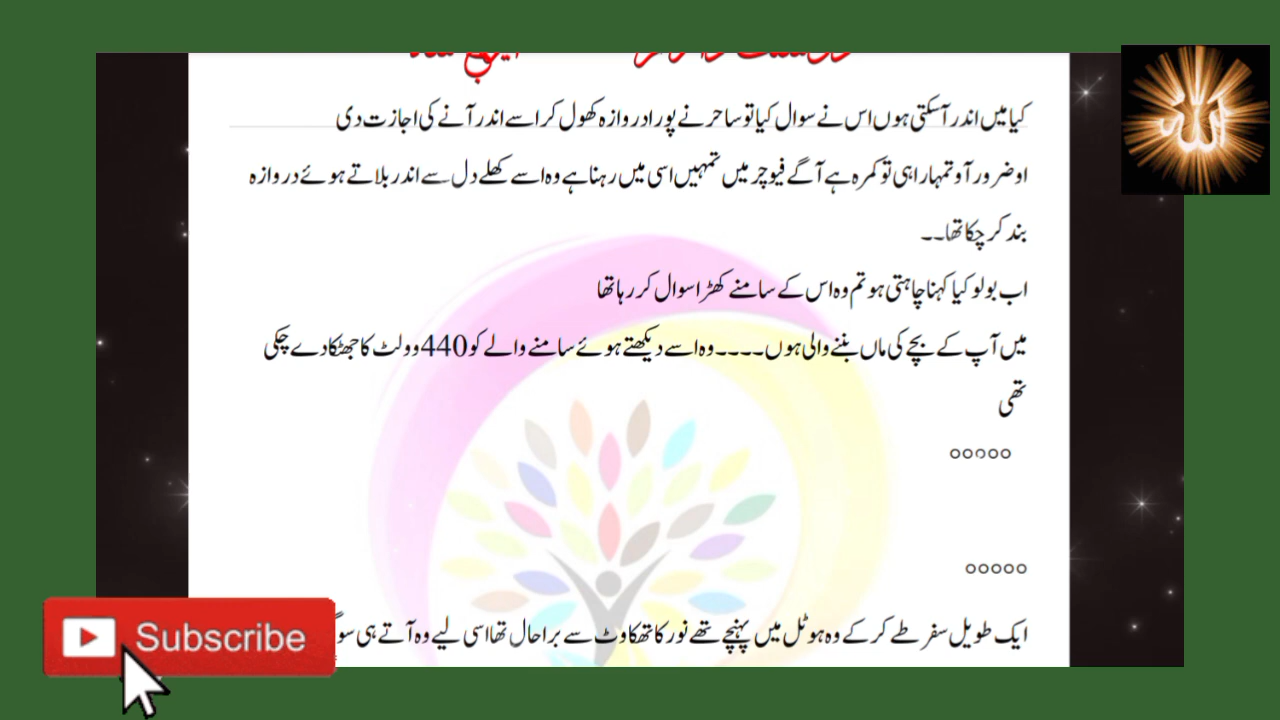 کیا میں اندر آسکتی ہوں اس نے سوال کیا تو ساحر نے پورا دروازہ کھول کر اسے اندر آنے کی اجازت دی
او ضرور آو تمہارا ہی تو کمرہ ہے آگے فیوچر میں تمہیں اسی میں رہنا ہے وہ اسے کھلے دل سے اندر بلاتے ہوئے دروازہ
بند کر چکا تھا۔۔
اب بولو کیا کہنا چاہتی ہو تم وہ اس کے سامنے کھڑا سوال کر رہا تھا
میں آپ کے بچے کی ماں بننے والی ہوں۔۔۔۔ وہ اسے دیکھتے ہوئے سامنے والے کو 440 وولٹ کا جھٹکا دے چکی
تھی
○○○○○
○○○○○
ایک طویل سفر طے کر کے وہ ہوٹل میں پہنچے تھے نور کا تھکاوٹ سے برا حال تھا اسی لیے وہ آتے ہی
الله
Subscribe